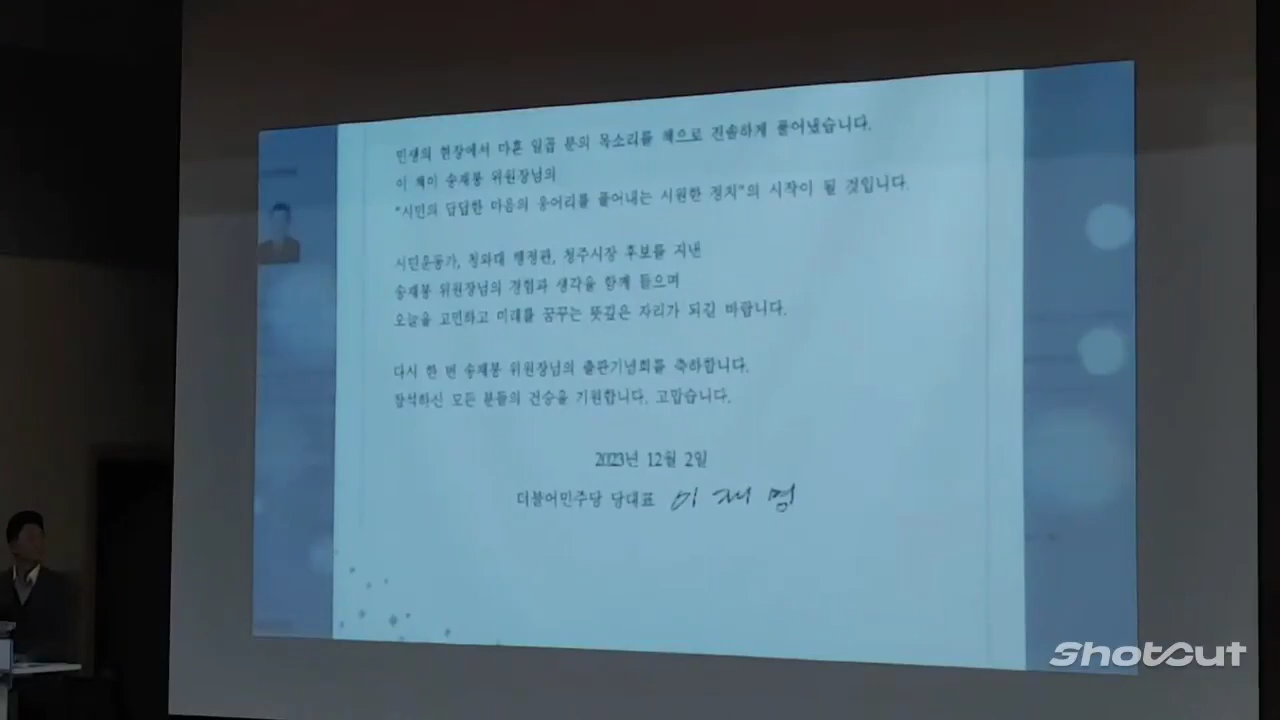 민생의 현장에서 마흔 일곱 분의 목소리를 책으로 진솔하게 풀어냈습니다.
이 책이 송재봉 위원장님의
"시민의 답답한 마음의 응어리를 풀어내는 시원한 정치"의 시작이 될 것입니다.
시민운동가, 청와대 행정관, 청주시장 후보를 지낸
송재봉 위원장님의 경험과 생각을 함께 들으며
오늘을 고민하고 미래를 꿈꾸는 뜻깊은 자리가 되길 바랍니다.
다시 한 번 송재봉 위원장님의 출판기념회를 축하합니다.
참석하신 모든 분들의 건승을 기원합니다. 고맙습니다.
2023년 12월 2일
더불어민주당 당대표 이재명
Shotcut